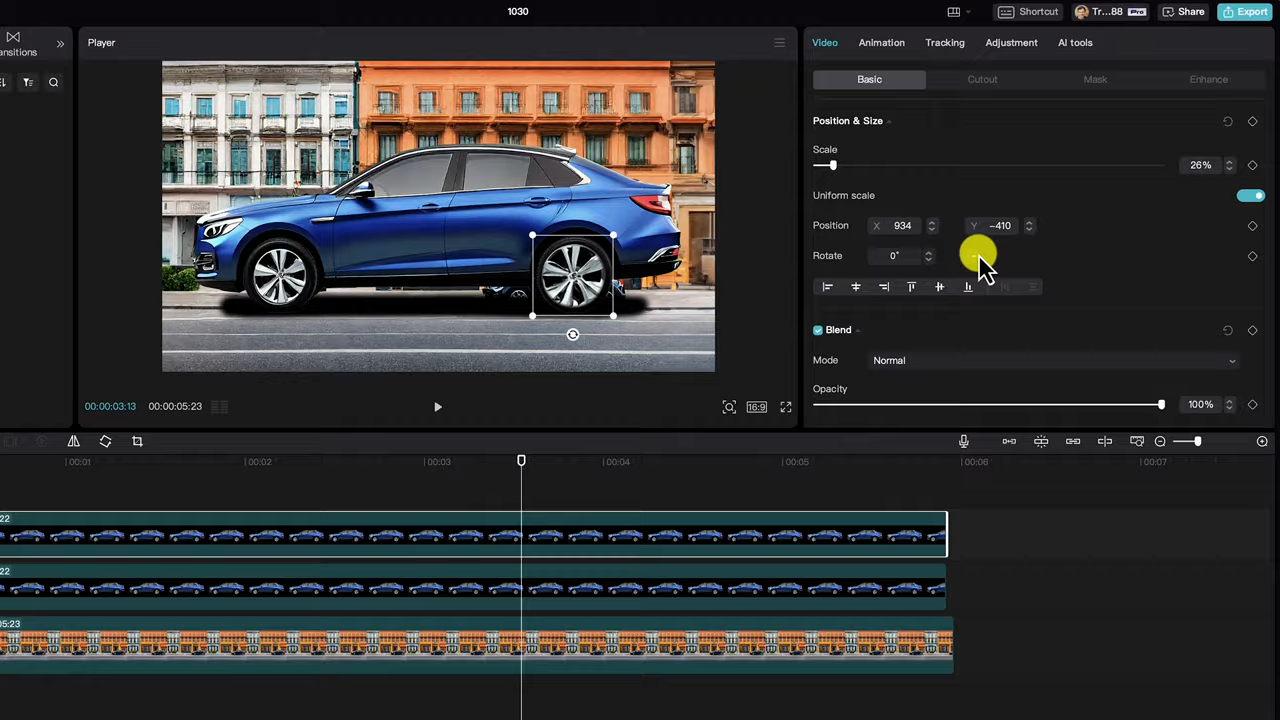 1030
Shortcut
Tr...88 Pro
Share
Export
ansitions
Player
Video Animation Tracking Adjustment AI tools
Basic Cutout Mask Enhance
Position & Size
Scale
26%
Uniform scale
Position X 934 Y -410
Rotate 0°
Blend
Mode Normal
Opacity
100%
00:00:03:13 00:00:05:23
16:9
00:01 00:02 00:03 00:04 00:05 00:06 00:07
22
22
05:23